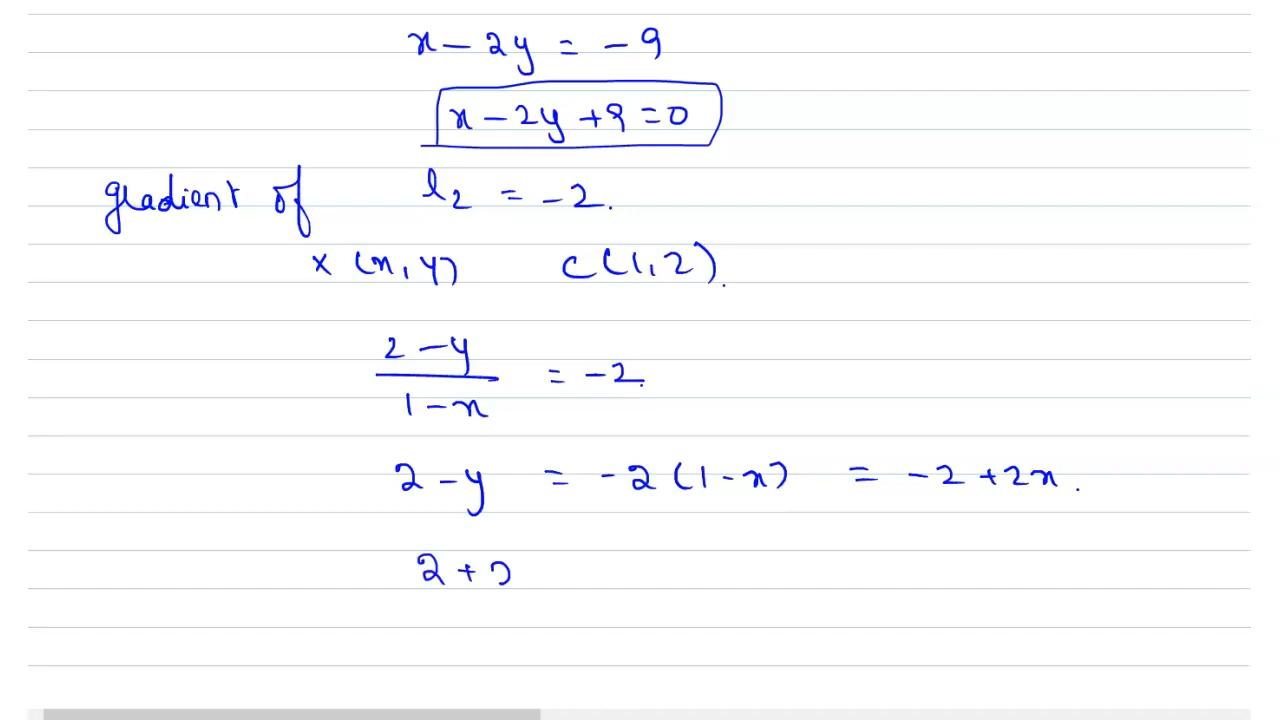 x - 2y = -9
x - 2y + 9 = 0
gradient of l₂ = -2.
X (x, y) C (1, 2).
2 - y
1 - x
= -2.
2 - y = -2 (1 - x) = -2 + 2x.
2 +